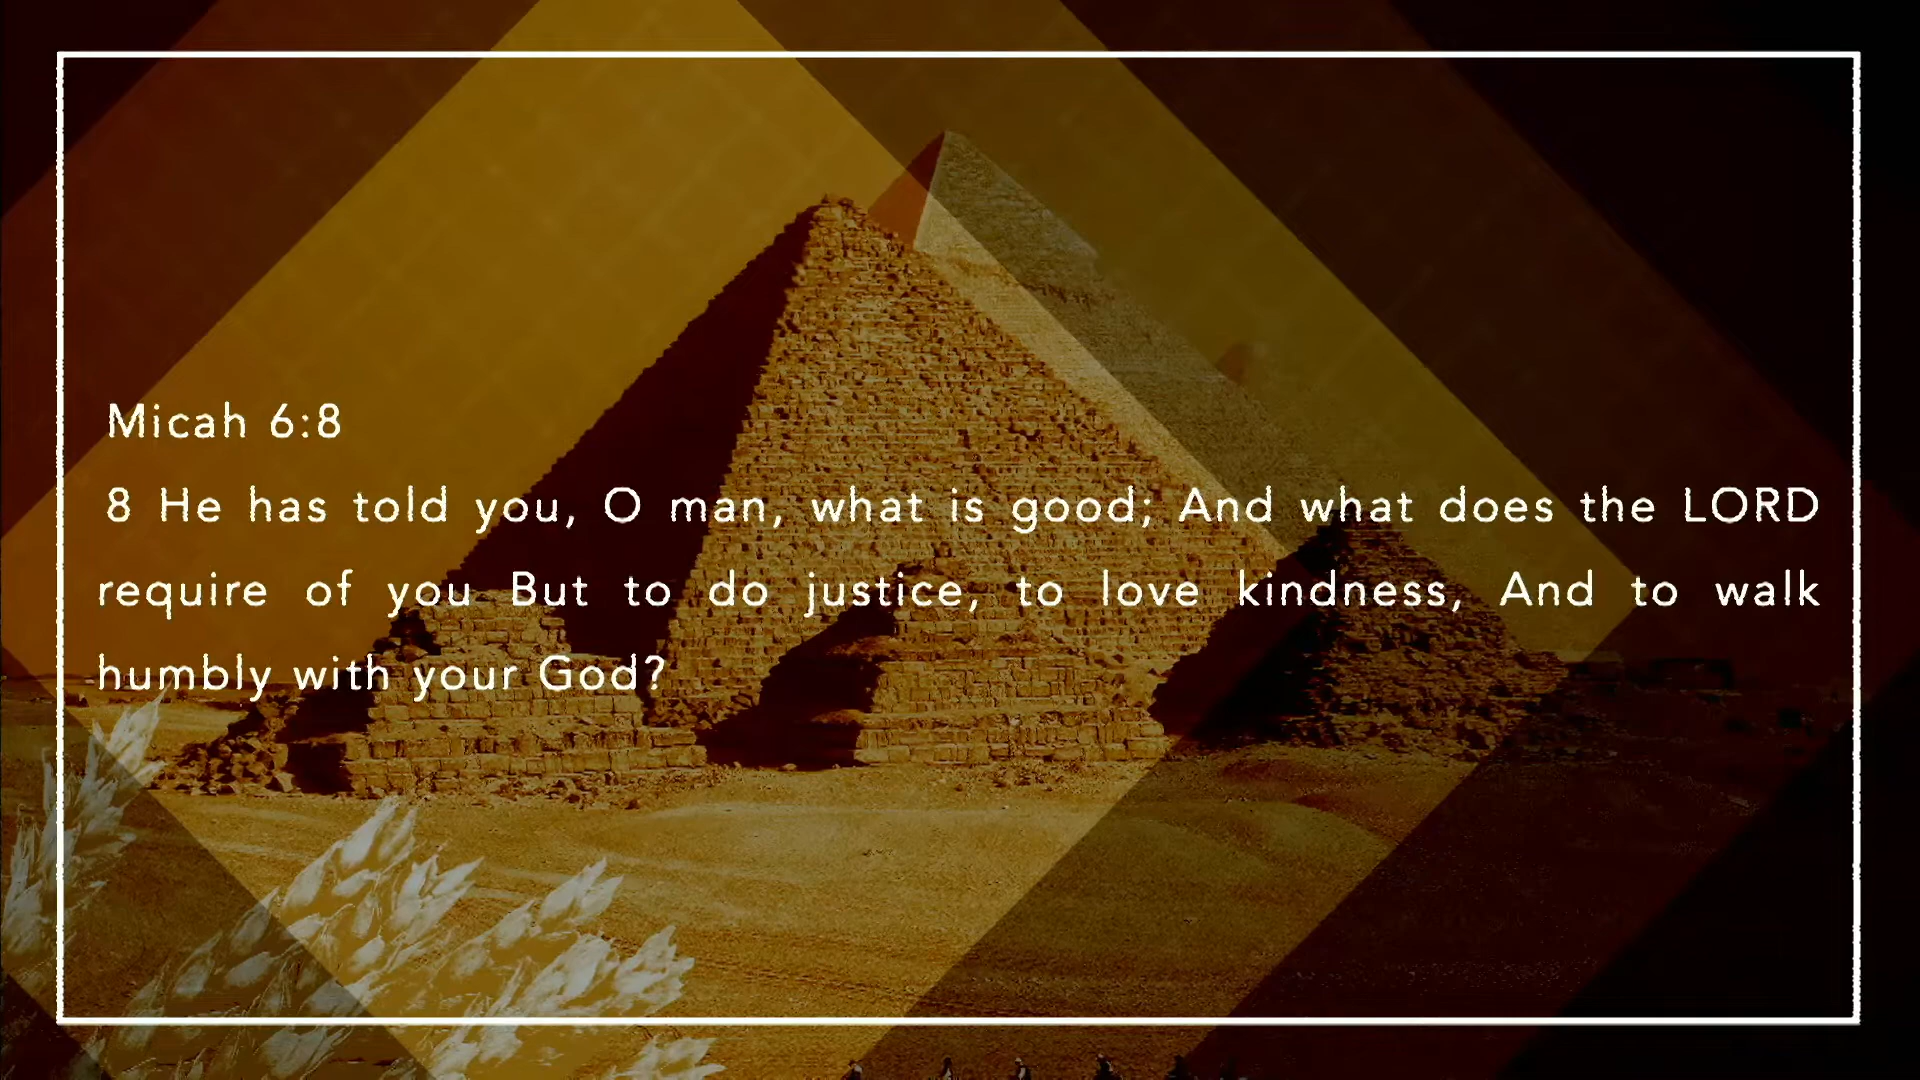 Micah 6:8
8 He has told you, O man, what is good; And what does the LORD
require of you But to do justice, to love kindness, And to walk
humbly with your God?